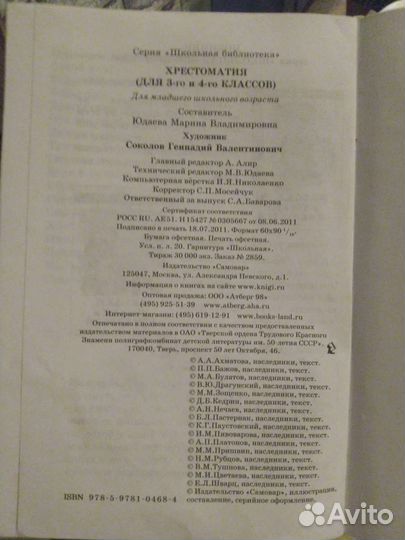 Серия «Школьная библиотека»
ХРЕСТОМАТИЯ
(ДЛЯ 3-го и 4-го КЛАССОВ)
Для младшего школьного возраста
Составитель
Юдаева Марина Владимировна
Художник
Соколов Геннадий Валентинович
Главный редактор А. Алир
Технический редактор М.В.Юдаева
Компьютерная вёрстка И.Я.Николаенко
Корректор С.П.Мосейчук
Ответственный за выпуск С.А.Баварова
Сертификат соответствия
РОСС RU. АЕ51. Н 15427 № 0305667 от 08.06.2011
Подписано в печать 18.07.2011. Формат 60х90 1/16.
Бумага офсетная. Печать офсетная.
Усл. п. л. 20. Гарнитура «Школьная».
Тираж 30 000 экз. Заказ № 2859.
Издательство «Самовар»
125047, Москва, ул. Александра Невского, д.1.
Информация о книгах на сайте www.knigi.ru
Оптовая продажа: ООО «Атберг 98»
(495) 925-51-39 www.atberg.aha.ru
Интернет-магазин: (495) 619-12-91 www.books-land.ru
Отпечатано в полном соответствии с качеством предоставленных
издательством материалов в ОАО «Тверской ордена Трудового Красного
Знамени полиграфкомбинат детской литературы им. 50-летия СССР».
170040, Тверь, проспект 50 лет Октября, 46.
© А.А.Ахматова, наследники, текст.
© П.П.Бажов, наследники, текст.
© М.А.Булатов, наследники, текст.
© В.Ю.Драгунский, наследники, текст.
© М.М.Зощенко, наследники, текст.
© Д.Б.Кедрин, наследники, текст.
© А.Н.Нечаев, наследники, текст.
© Б.Л.Пастернак, наследники, текст.
© К.Г.Паустовский, наследники, текст.
© И.М.Пивоварова, наследники, текст.
© А.П.Платонов, наследники, текст.
© М.М.Пришвин, наследники, текст.
© Н.М.Рубцов, наследники, текст.
© В.М.Тушнова, наследники, текст.
© М.И.Цветаева, наследники, текст.
© Е.Л.Шварц, наследники, текст.
© Издательство «Самовар», иллюстрации,
составление, серийное оформление.
ISBN 978-5-9781-0468-4
Avito